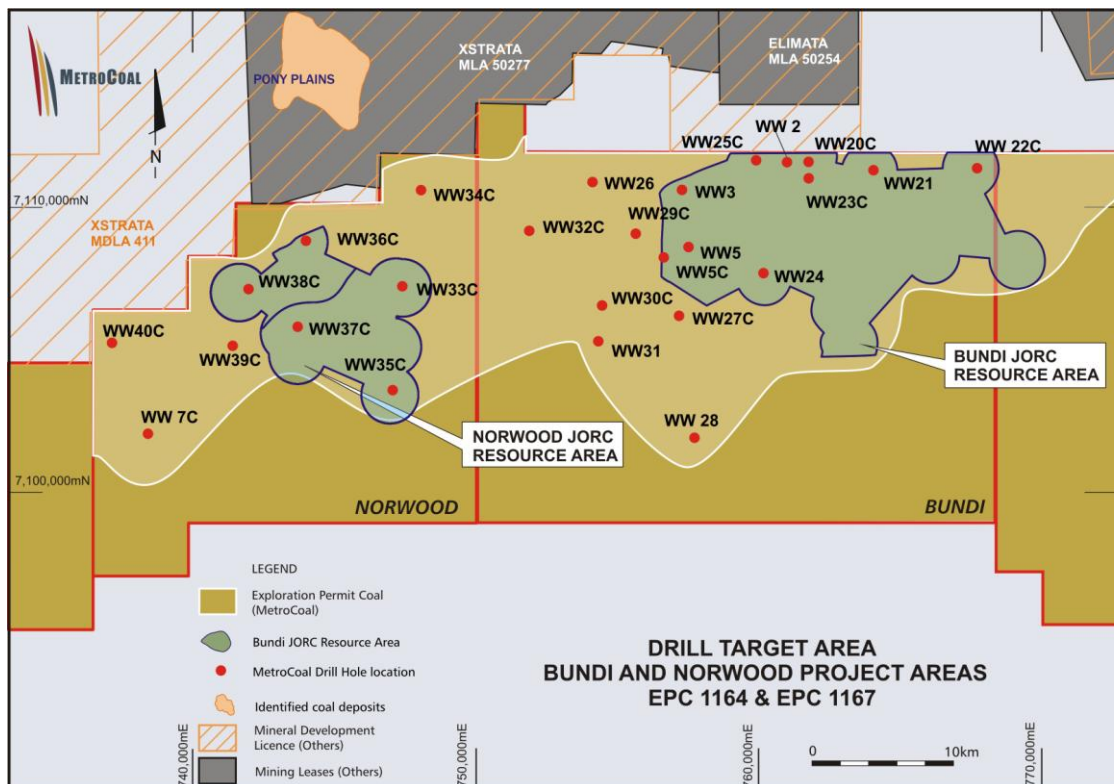 METROCOAL
N
PONY PLAINS
XSTRATA
MLA 50277
ELIMATA
MLA 50254
XSTRATA
MDLA 411
7,110,000mN
7,100,000mN
WW25C
WW 2
WW20C
WW 22C
WW34C
WW26
WW3
WW21
WW23C
WW32C
WW29C
WW36C
WW5
WW5C
WW24
WW38C
WW33C
WW30C
WW27C
WW37C
WW40C
WW39C
WW31
WW35C
WW 7C
WW 28
BUNDI JORC
RESOURCE AREA
NORWOOD JORC
RESOURCE AREA
NORWOOD
BUNDI
LEGEND
Exploration Permit Coal
(MetroCoal)
Bundi JORC Resource Area
MetroCoal Drill Hole location
Identified coal deposits
Mineral Development
Licence (Others)
Mining Leases (Others)
DRILL TARGET AREA
BUNDI AND NORWOOD PROJECT AREAS
EPC 1164 & EPC 1167
0 10km
740,000mE
750,000mE
760,000mE
770,000mE